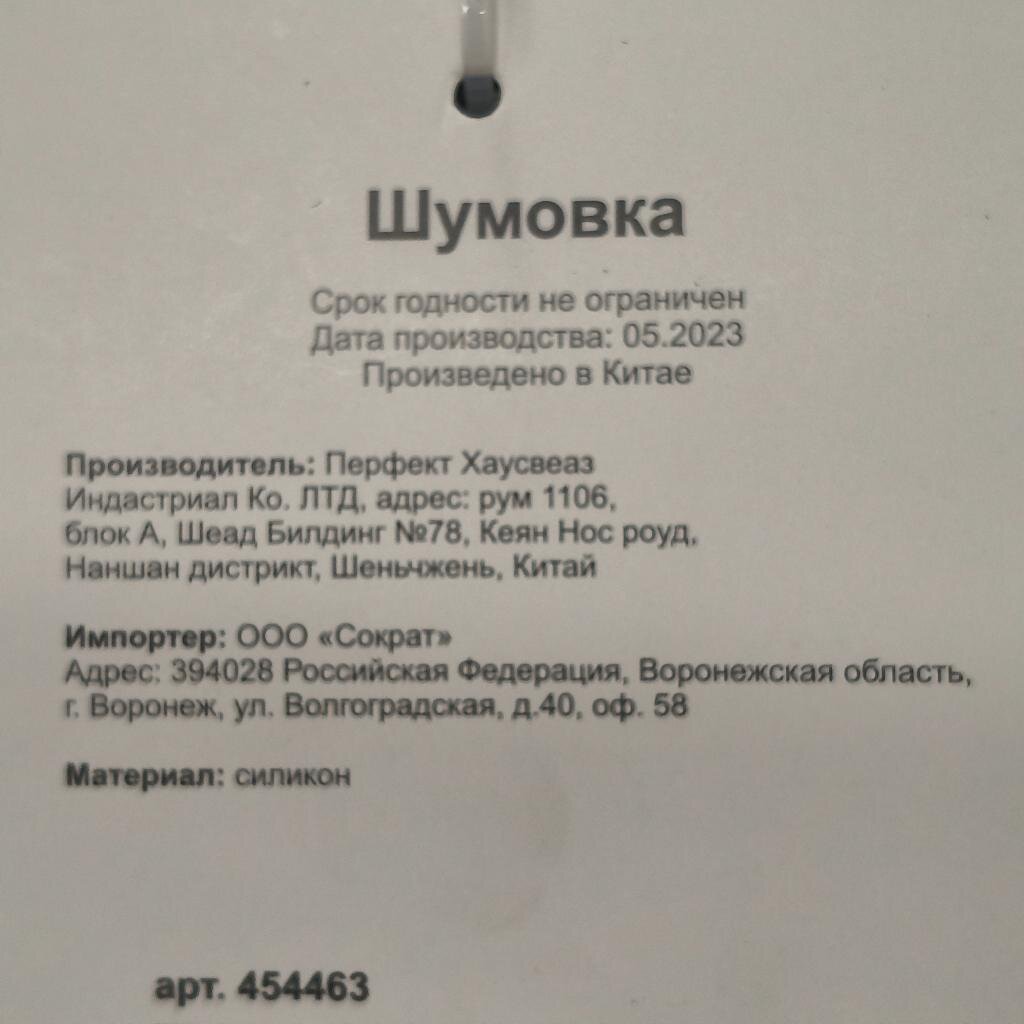 Шумовка
Срок годности не ограничен
Дата производства: 05.2023
Произведено в Китае
Производитель: Перфект Хаусвеаз
Индастриал Ко. ЛТД, адрес: рум 1106,
блок А, Шеад Билдинг №78, Кеян Нос роуд,
Наншан дистрикт, Шеньчжень, Китай
Импортер: ООО «Сократ»
Адрес: 394028 Российская Федерация, Воронежская область,
г. Воронеж, ул. Волгоградская, д.40, оф. 58
Материал: силикон
арт. 454463